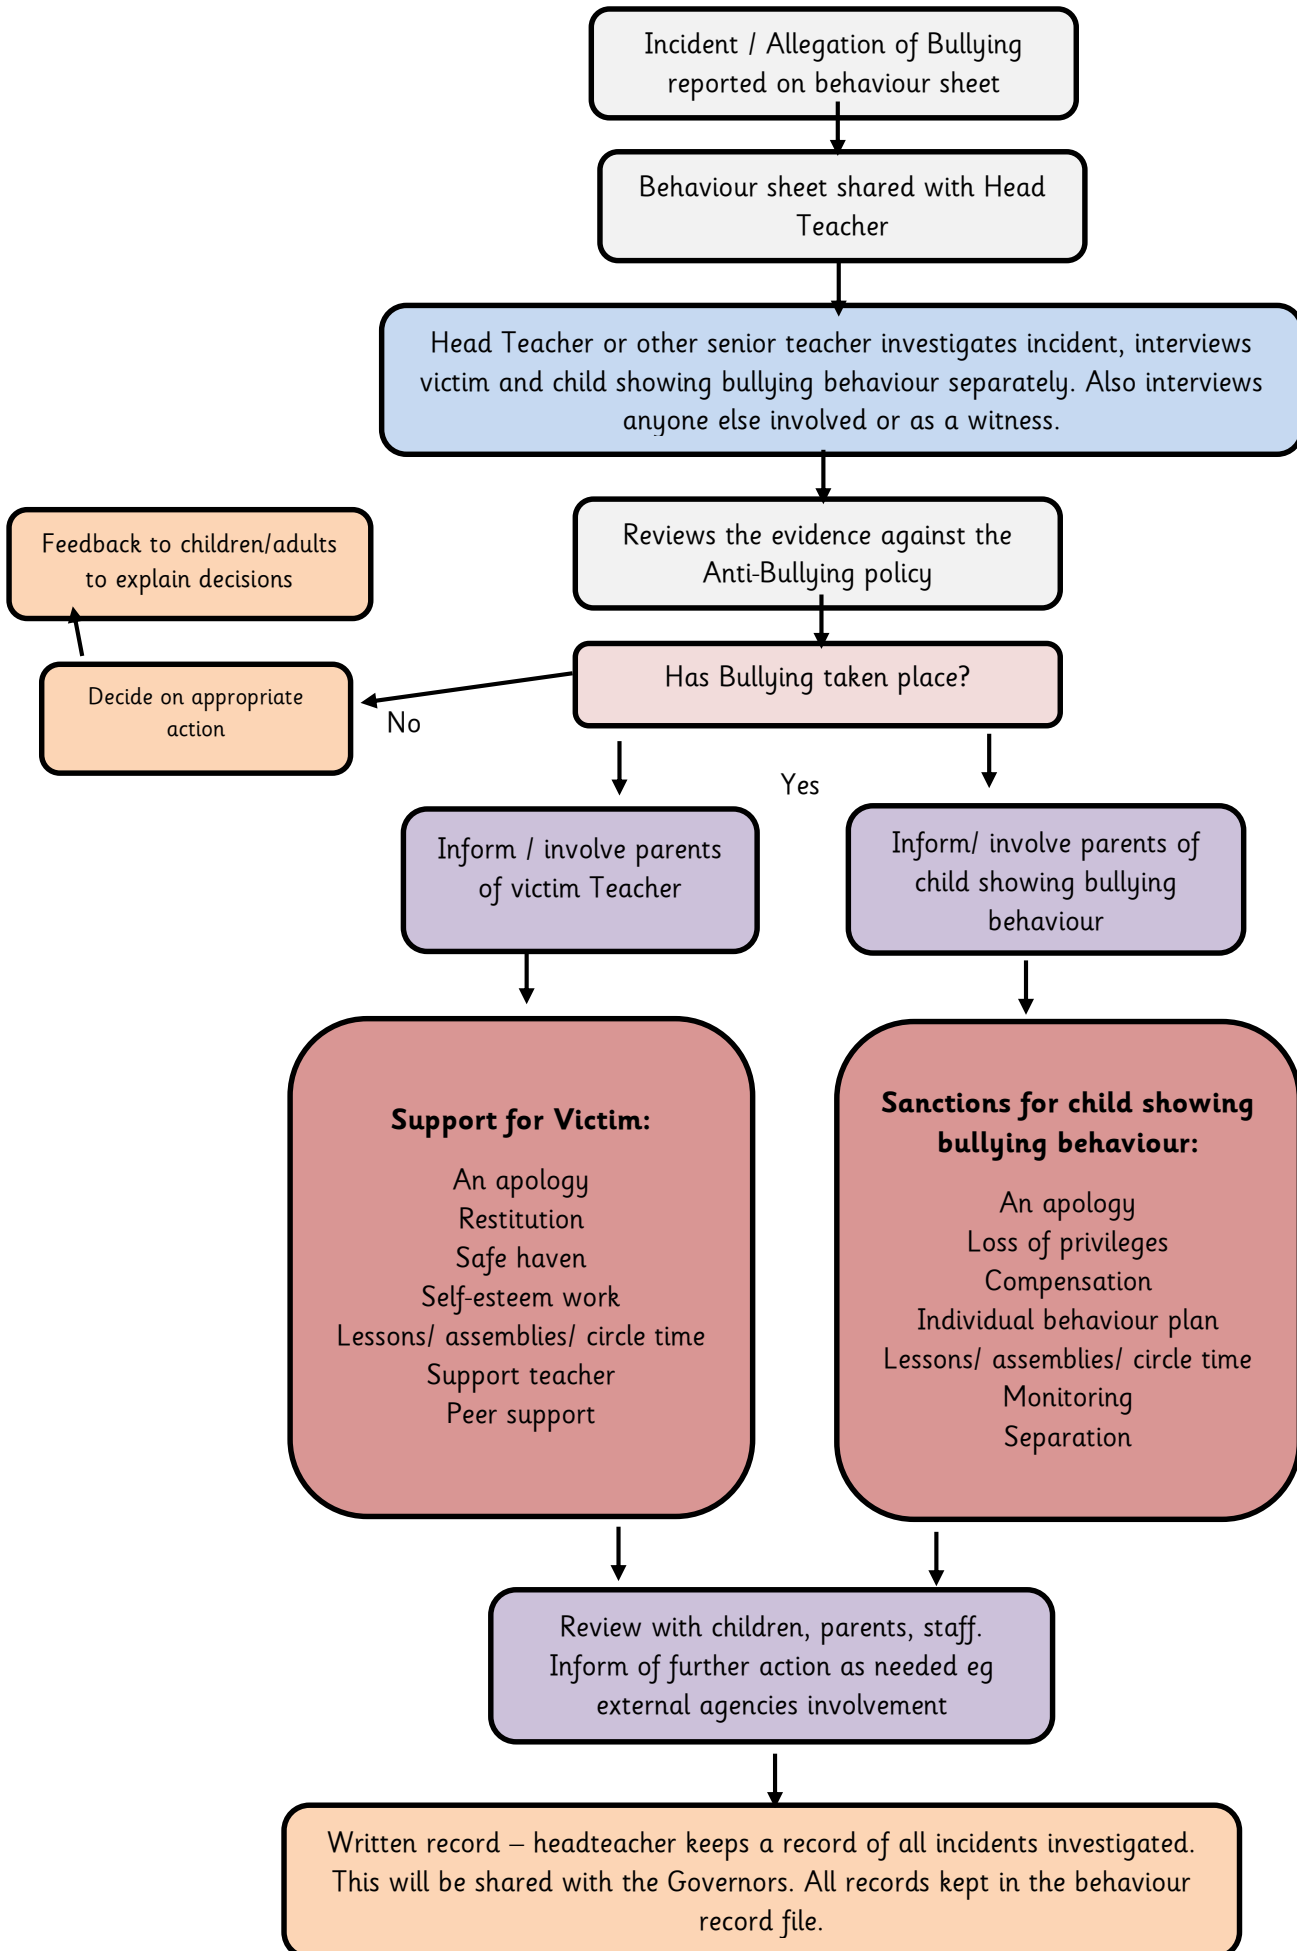 Incident / Allegation of Bullying
reported on behaviour sheet
Behaviour sheet shared with Head
Teacher
Head Teacher or other senior teacher investigates incident, interviews
victim and child showing bullying behaviour separately. Also interviews
anyone else involved or as a witness.
Reviews the evidence against the
Anti-Bullying policy
Feedback to children/adults
to explain decisions
Has Bullying taken place?
Decide on appropriate
action
No
Yes
Inform / involve parents
of victim Teacher
Inform/ involve parents of
child showing bullying
behaviour
Support for Victim:
An apology
Restitution
Safe haven
Self-esteem work
Lessons/ assemblies/ circle time
Support teacher
Peer support
Sanctions for child showing
bullying behaviour:
An apology
Loss of privileges
Compensation
Individual behaviour plan
Lessons/ assemblies/ circle time
Monitoring
Separation
Review with children, parents, staff.
Inform of further action as needed eg
external agencies involvement
Written record – headteacher keeps a record of all incidents investigated.
This will be shared with the Governors. All records kept in the behaviour
record file.